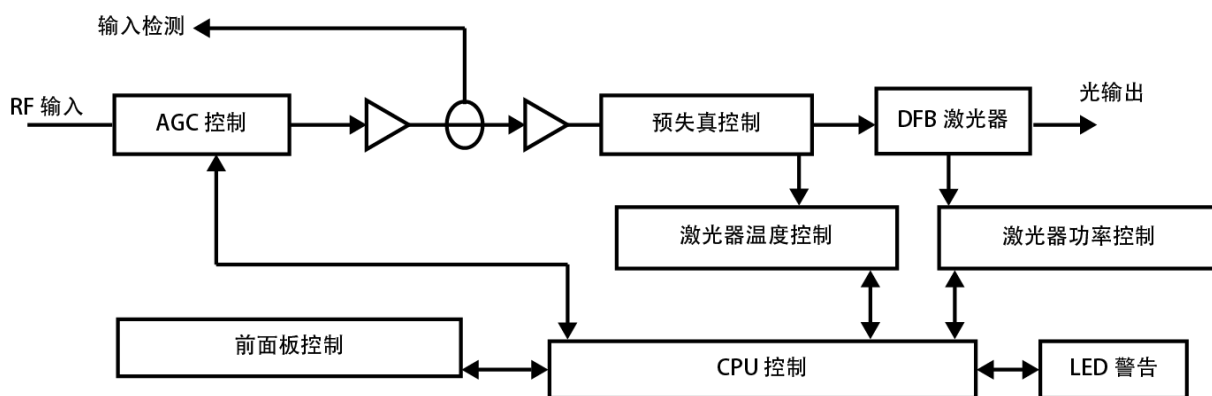 输入检测
RF 输入
AGC 控制
预失真控制
DFB 激光器
光输出
激光器温度控制
激光器功率控制
前面板控制
CPU 控制
LED 警告